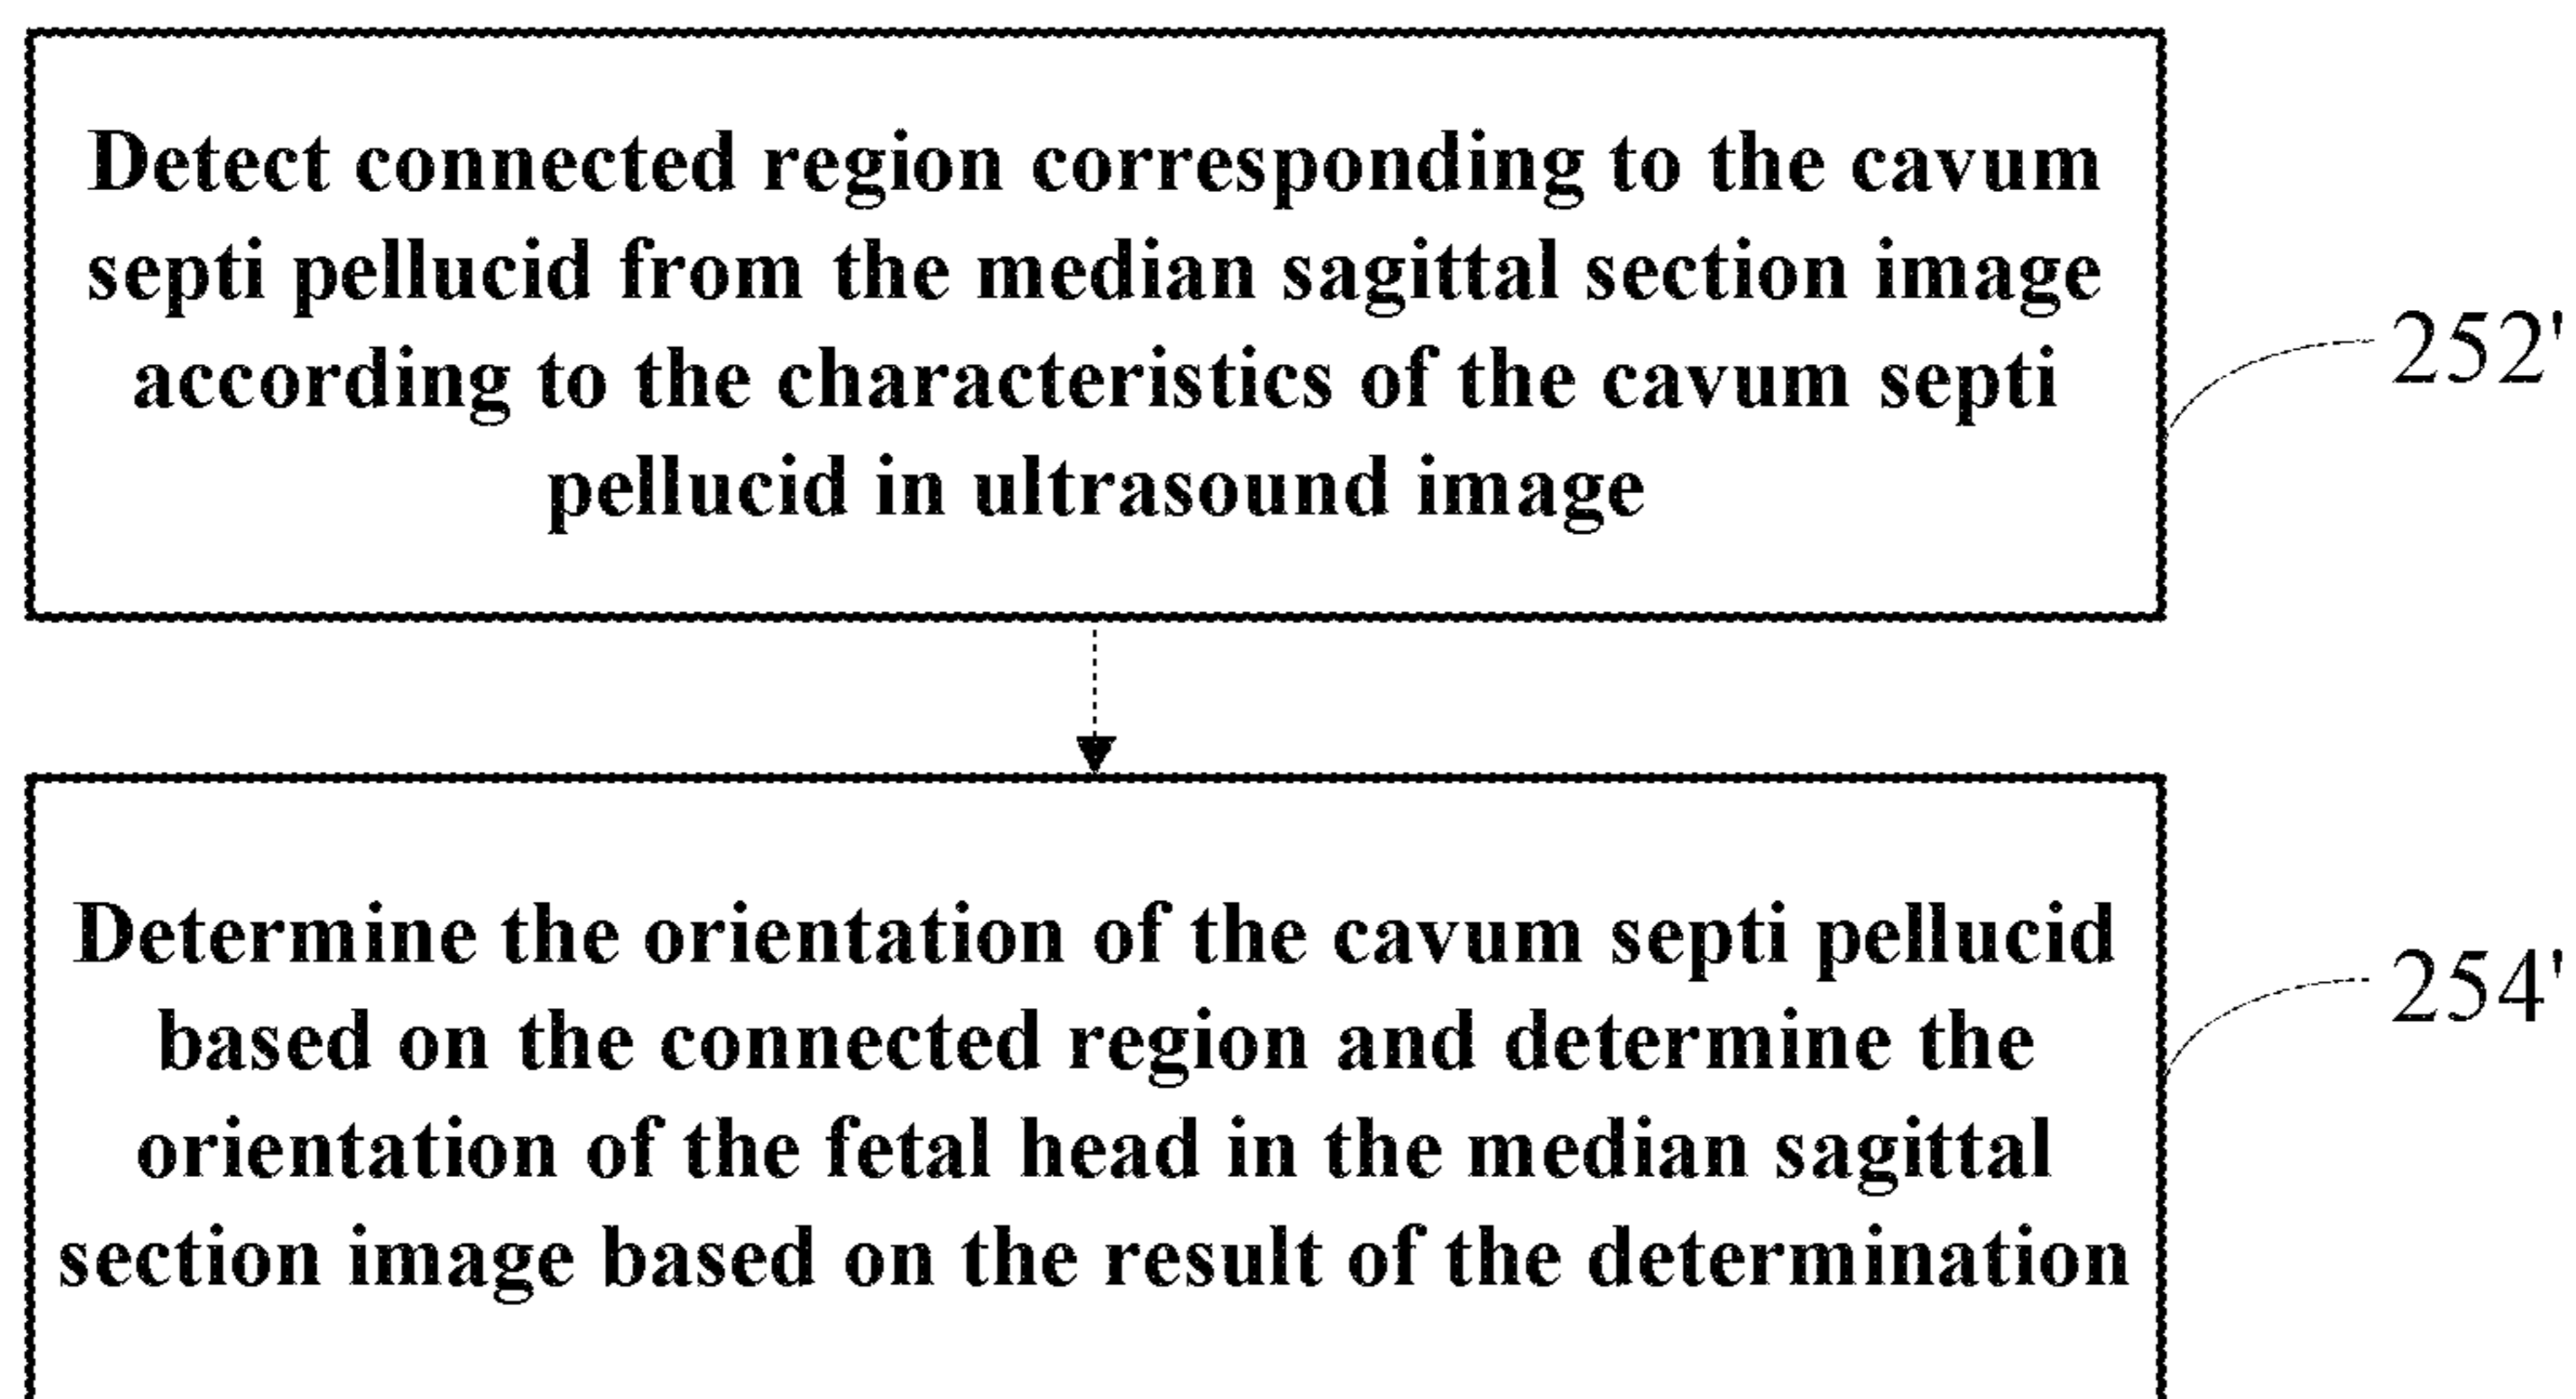 Detect connected region corresponding to the cavum
septi pellucid from the median sagittal section image
according to the characteristics of the cavum septi
pellucid in ultrasound image
252'
Determine the orientation of the cavum septi pellucid
based on the connected region and determine the
orientation of the fetal head in the median sagittal
section image based on the result of the determination
254'